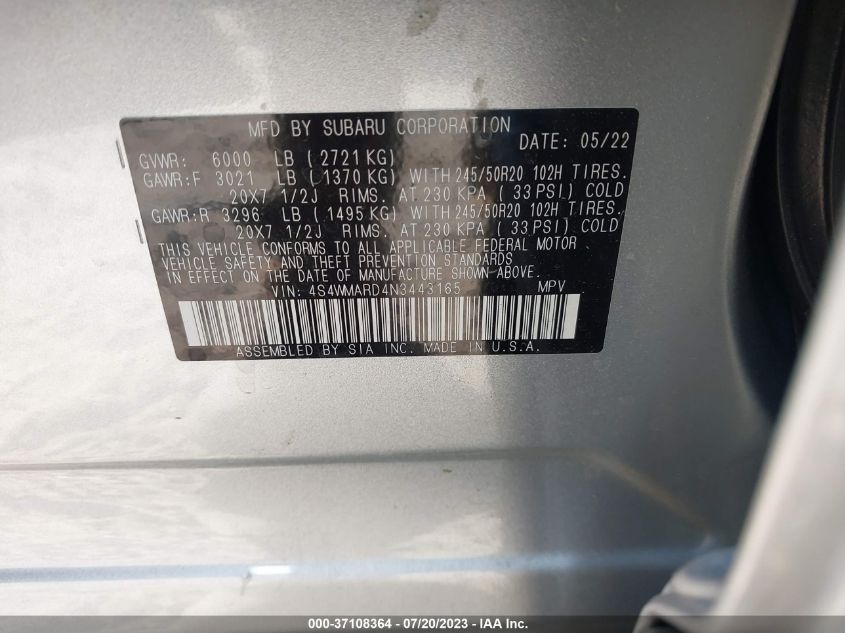 MFD BY SUBARU CORPORATION
DATE: 05/22
GVWR: 6000 LB ( 2721 KG)
GAWR:F 3021 LB ( 1370 KG) WITH 245/50R20 102H TIRES.
20X7 1/2J RIMS. AT 230 KPA ( 33 PSI) COLD
GAWR:R 3296 LB ( 1495 KG) WITH 245/50R20 102H TIRES.
20X7 1/2J RIMS. AT 230 KPA ( 33 PSI) COLD
THIS VEHICLE CONFORMS TO ALL APPLICABLE FEDERAL MOTOR
VEHICLE SAFETY AND THEFT PREVENTION STANDARDS
IN EFFECT ON THE DATE OF MANUFACTURE SHOWN ABOVE.
VIN: 4S4WMARD4N3443165 MPV
ASSEMBLED BY SIA INC. MADE IN U.S.A.
000-37108364 / 07/20/2023 - IAA Inc.